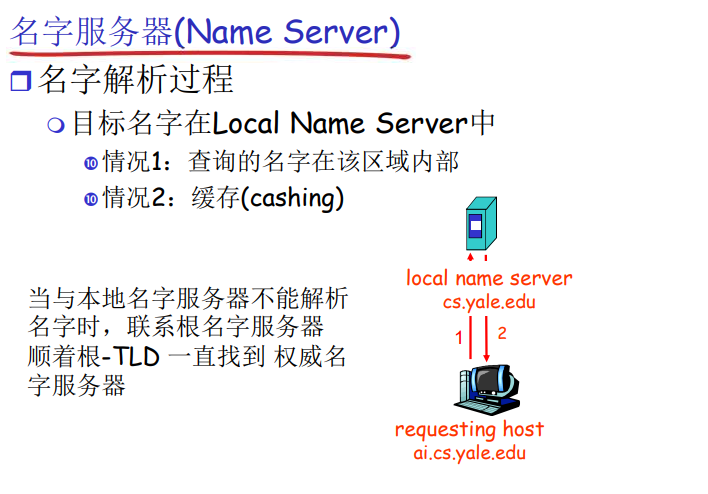 名字服务器(Name Server)
名字解析过程
目标名字在Local Name Server中
⑩情况1：查询的名字在该区域内部
⑩情况2：缓存(cashing)
当与本地名字服务器不能解析
名字时，联系根名字服务器
顺着根-TLD 一直找到 权威名
字服务器
local name server
cs.yale.edu
1
2
requesting host
ai.cs.yale.edu